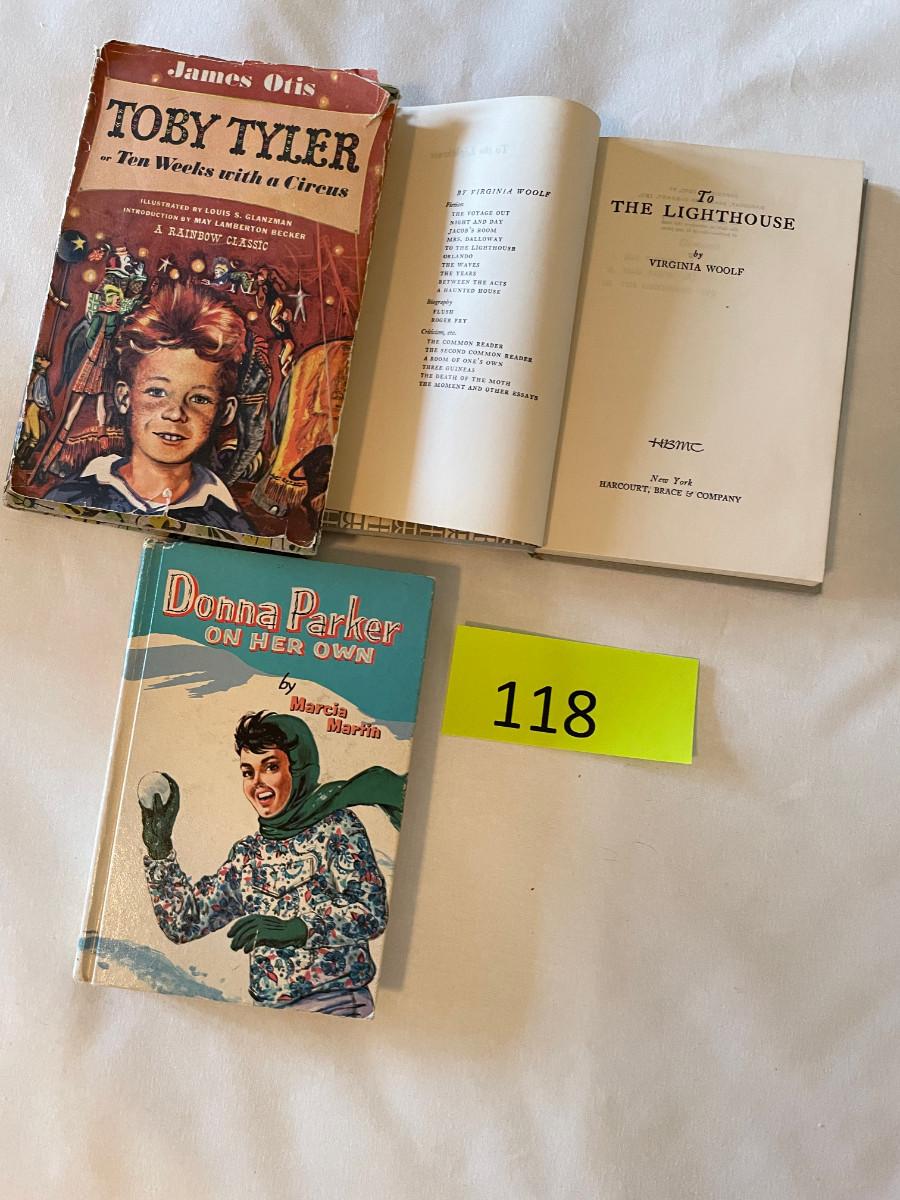 James Otis
TOBY TYLER
or Ten Weeks with a Circus
ILLUSTRATED BY LOUIS S. GLANZMAN
INTRODUCTION BY MAY LAMBERTON BECKER
A RAINBOW CLASSIC
BY VIRGINIA WOOLF
Fiction
THE VOYAGE OUT
NIGHT AND DAY
JACOB'S ROOM
MRS. DALLOWAY
TO THE LIGHTHOUSE
ORLANDO
THE WAVES
THE YEARS
BETWEEN THE ACTS
A HAUNTED HOUSE
Biography
FLUSH
ROGER FRY
Criticism, etc.
THE COMMON READER
THE SECOND COMMON READER
A ROOM OF ONE'S OWN
THREE GUINEAS
THE DEATH OF THE MOTH
THE MOMENT AND OTHER ESSAYS
To
THE LIGHTHOUSE
by
VIRGINIA WOOLF
New York
HARCOURT, BRACE & COMPANY
Donna Parker
ON HER OWN
by
Marcia
Martin
118